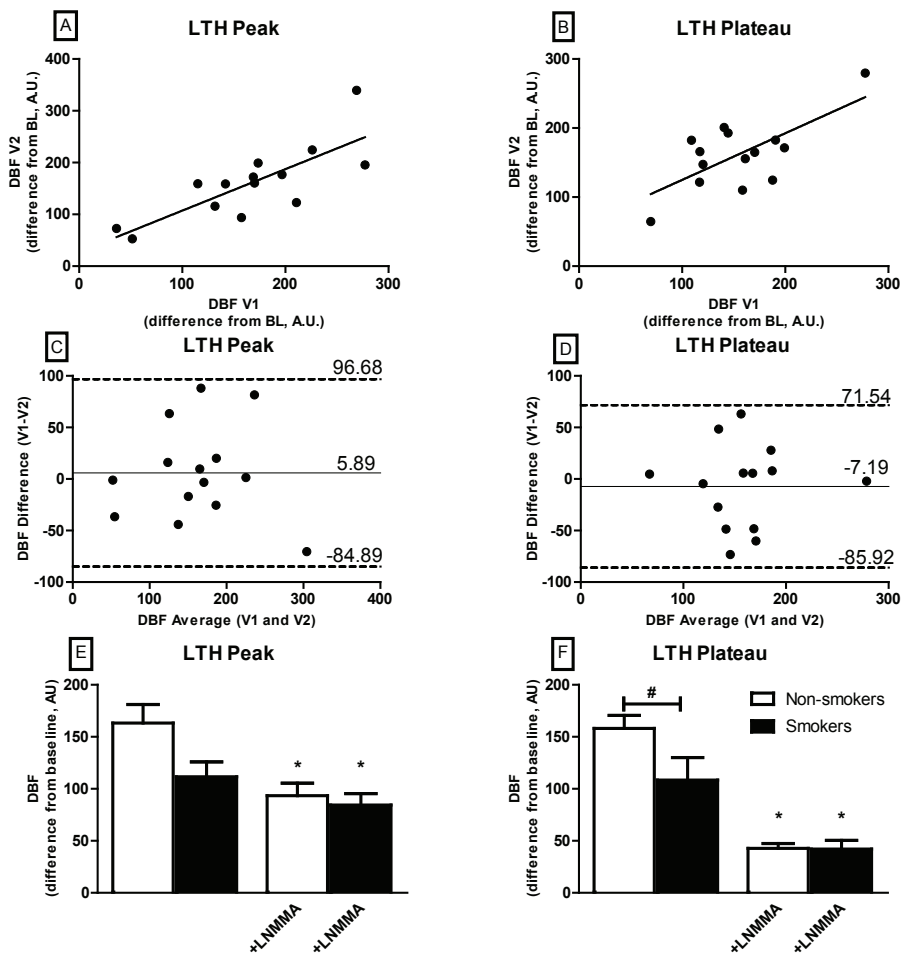 A
LTH Peak
DBF V2
(difference from BL, A.U.)
400
300
200
100
0
0
100
200
300
DBF V1
(difference from BL, A.U.)
B
LTH Plateau
DBF V2
(difference from BL, A.U.)
300
200
100
0
0
100
200
300
DBF V1
(difference from BL, A.U.)
C
LTH Peak
DBF Difference (V1-V2)
100
50
0
-50
-100
96.68
5.89
-84.89
0
100
200
300
400
DBF Average (V1 and V2)
D
LTH Plateau
DBF Difference (V1-V2)
100
50
0
-50
-100
71.54
-7.19
-85.92
0
100
200
300
DBF Average (V1 and V2)
E
LTH Peak
DBF
(difference from baseline, AU)
200
150
100
50
0
*
*
+LNMMA
+LNMMA
F
LTH Plateau
DBF
(difference from baseline, AU)
200
150
100
50
0
#
Non-smokers
Smokers
*
*
+LNMMA
+LNMMA